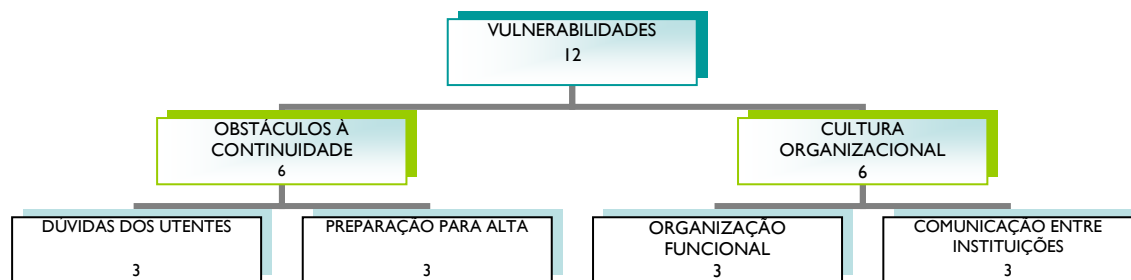 VULNERABILIDADES
12
OBSTÁCULOS À
CONTINUIDADE
6
CULTURA
ORGANIZACIONAL
6
DÚVIDAS DOS UTENTES
3
PREPARAÇÃO PARA ALTA
3
ORGANIZAÇÃO
FUNCIONAL
3
COMUNICAÇÃO ENTRE
INSTITUIÇÕES
3